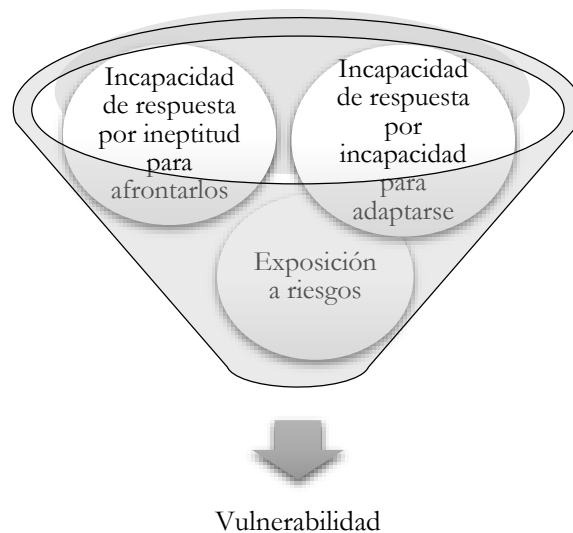 Incapacidad
de respuesta
por ineptitud
para
afrontarlos
Incapacidad
de respuesta
por
incapacidad
para
adaptarse
Exposición
a riesgos
Vulnerabilidad